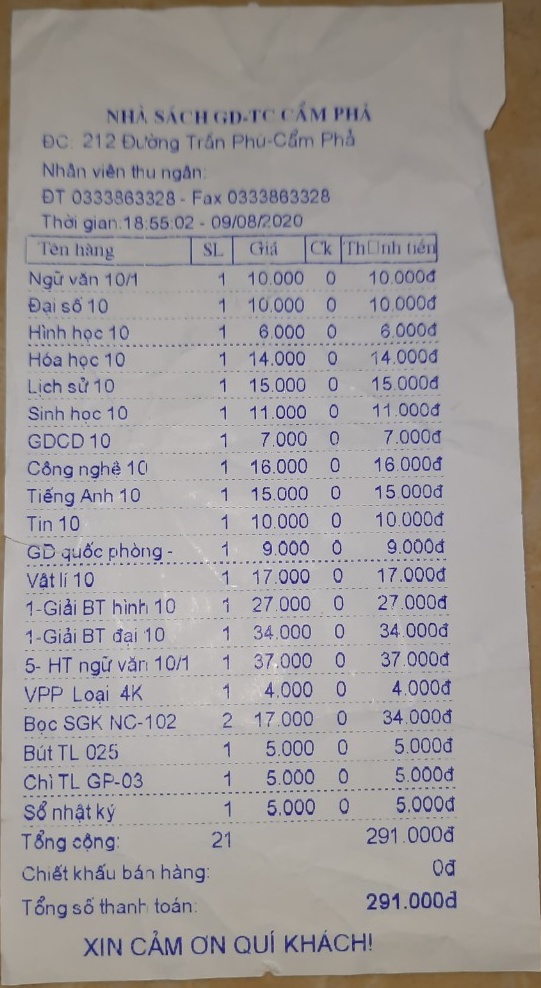 NHÀ SÁCH GD-TC CẨM PHẢ
ĐC: 212 Đường Trần Phú-Cẩm Phả
Nhân viên thu ngân:
ĐT 0333863328 - Fax 0333863328
Thời gian:18:55:02 - 09/08/2020
Tên hàng SL Giá Ck Th□nh tiền
Ngữ văn 10/1 1 10.000 0 10.000đ
Đại số 10 1 10.000 0 10.000đ
Hình học 10 1 6.000 0 6.000đ
Hóa học 10 1 14.000 0 14.000đ
Lịch sử 10 1 15.000 0 15.000đ
Sinh học 10 1 11.000 0 11.000đ
GDCD 10 1 7.000 0 7.000đ
Công nghệ 10 1 16.000 0 16.000đ
Tiếng Anh 10 1 15.000 0 15.000đ
Tin 10 1 10.000 0 10.000đ
GD quốc phòng - 1 9.000 0 9.000đ
Vật lí 10 1 17.000 0 17.000đ
1-Giải BT hình 10 1 27.000 0 27.000đ
1-Giải BT đại 10 1 34.000 0 34.000đ
5- HT ngữ văn 10/1 1 37.000 0 37.000đ
VPP Loại 4K 1 4.000 0 4.000đ
Bọc SGK NC-102 2 17.000 0 34.000đ
Bút TL 025 1 5.000 0 5.000đ
Chì TL GP-03 1 5.000 0 5.000đ
Sổ nhật ký 1 5.000 0 5.000đ
Tổng cộng: 21 291.000đ
Chiết khấu bán hàng: 0đ
Tổng số thanh toán: 291.000đ
XIN CẢM ƠN QUÍ KHÁCH!